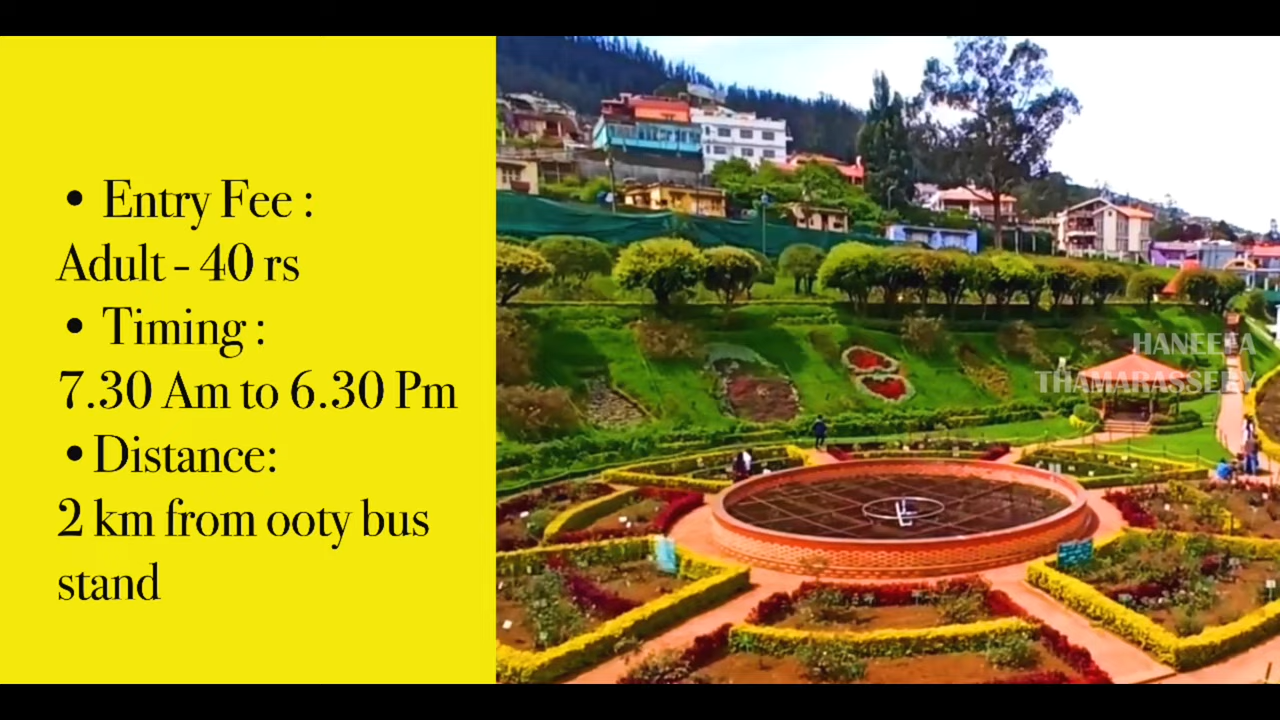 • Entry Fee :
Adult - 40 rs
• Timing :
7.30 Am to 6.30 Pm
• Distance:
2 km from ooty bus
stand
HANEEFA
THAMARASSERY